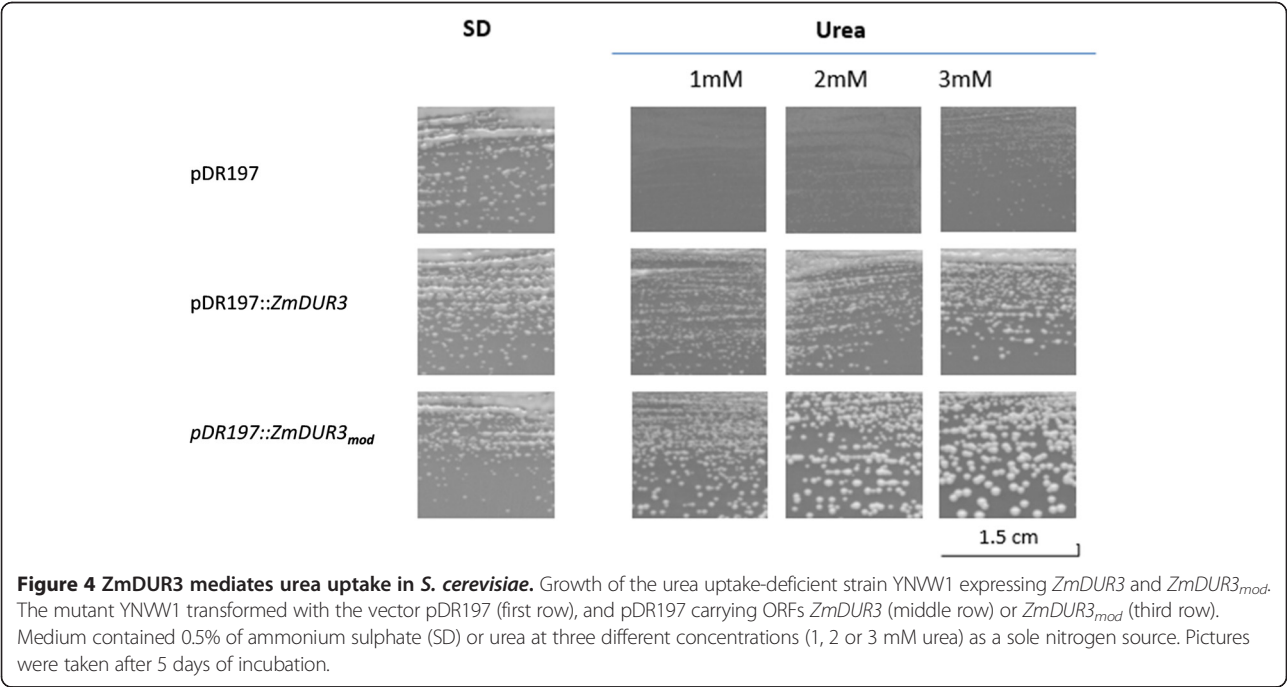 SD
Urea
1mM 2mM 3mM
pDR197
pDR197::ZmDUR3
pDR197::ZmDUR3mod
1.5 cm
Figure 4 ZmDUR3 mediates urea uptake in S. cerevisiae. Growth of the urea uptake-deficient strain YNVW1 expressing ZmDUR3 and ZmDUR3mod.
The mutant YNVW1 transformed with the vector pDR197 (first row), and pDR197 carrying ORFs ZmDUR3 (middle row) or ZmDUR3mod (third row).
Medium contained 0.5% of ammonium sulphate (SD) or urea at three different concentrations (1, 2 or 3 mM urea) as a sole nitrogen source. Pictures
were taken after 5 days of incubation.